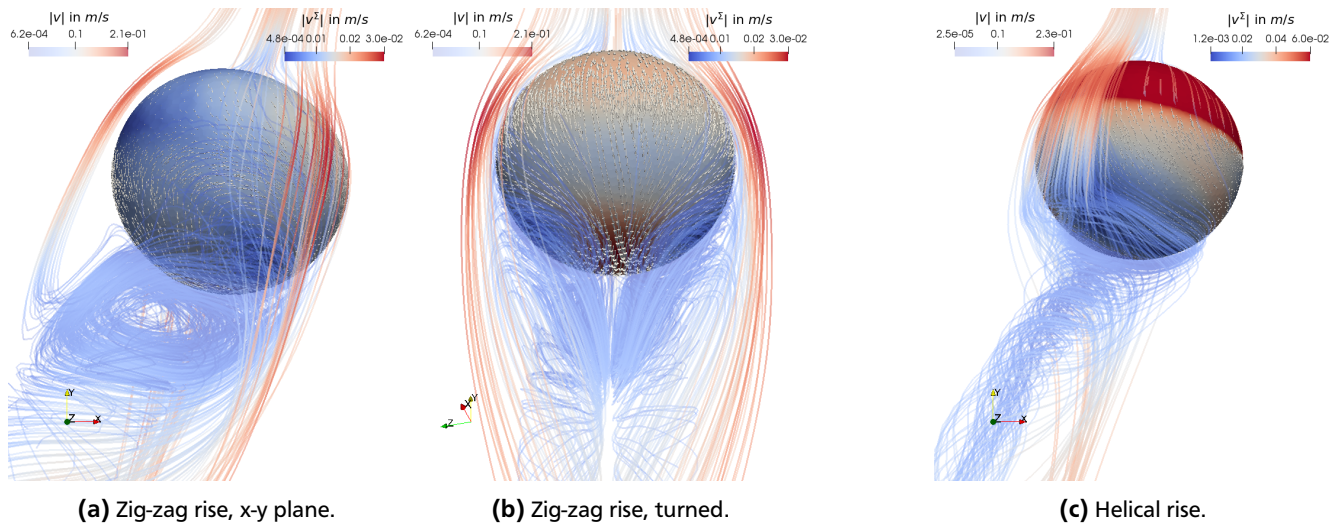 |v| in m/s
6.2e-04 0.1 2.1e-01
|v^Σ| in m/s
4.8e-04 0.01 0.02 3.0e-02
Y
Z X
(a) Zig-zag rise, x-y plane.
|v| in m/s
6.2e-04 0.1 2.1e-01
|v^Σ| in m/s
4.8e-04 0.01 0.02 3.0e-02
X Y
Z
(b) Zig-zag rise, turned.
|v| in m/s
2.5e-05 0.1 2.3e-01
|v^Σ| in m/s
1.2e-03 0.02 0.04 6.0e-02
Y
Z X
(c) Helical rise.